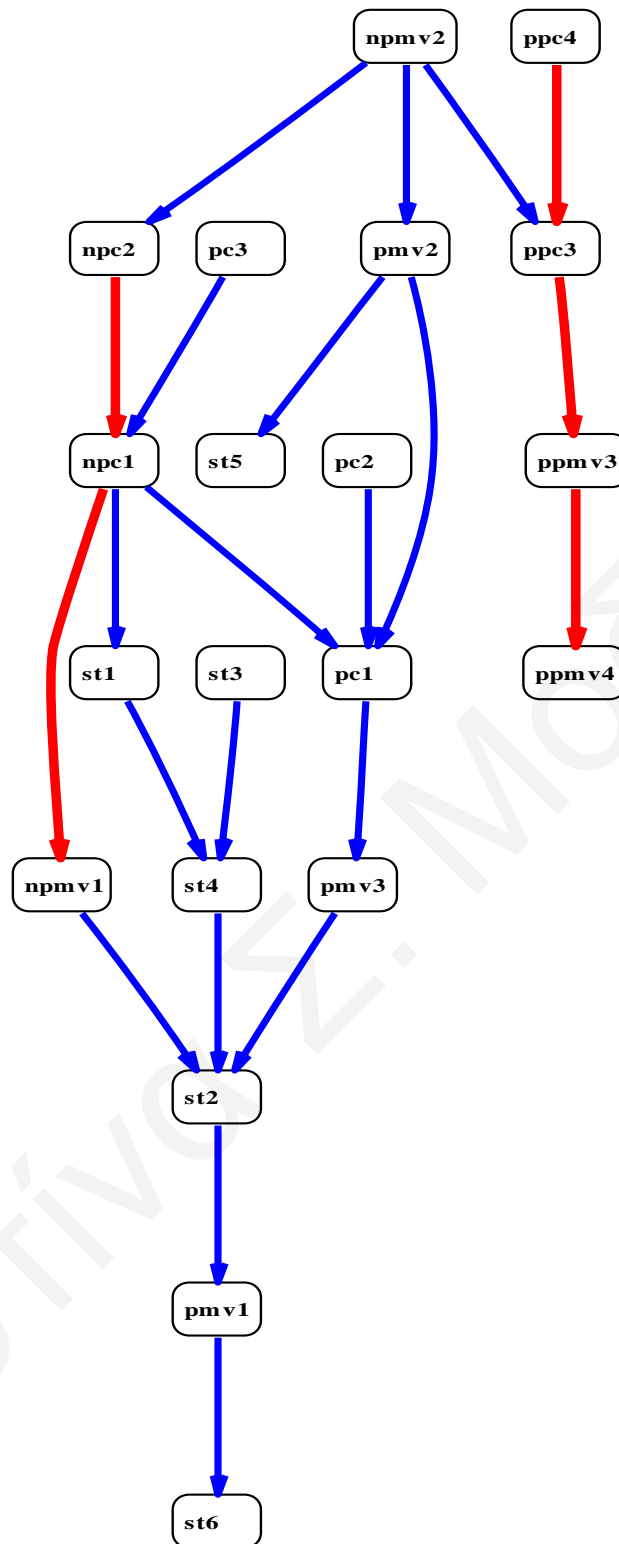 npmv2 ppc4
npc2 pc3 pmv2 ppc3
npc1 st5 pc2 ppmv3
st1 st3 pc1 ppmv4
npmv1 st4 pmv3
st2
pmv1
st6